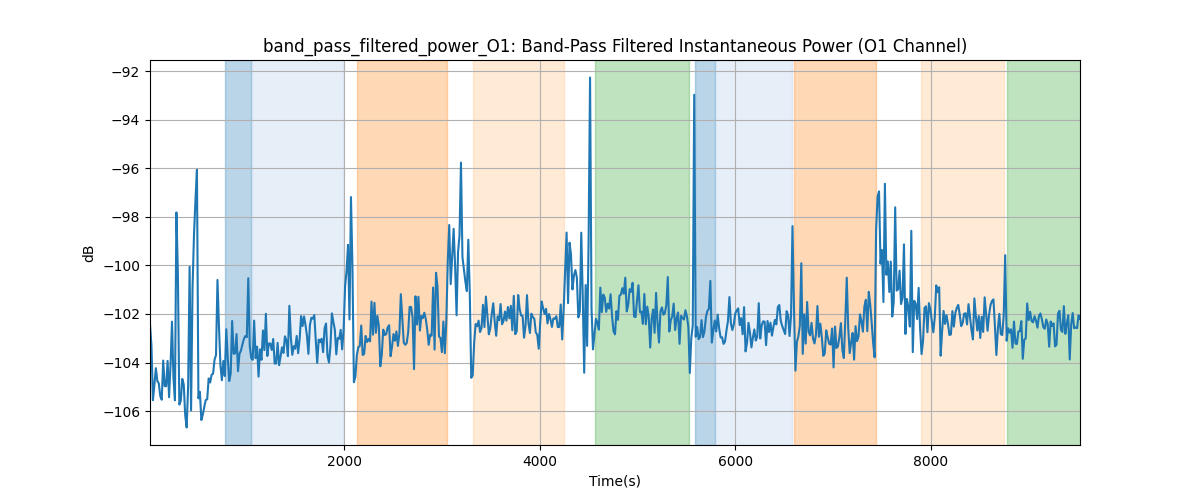 band_pass_filtered_power_O1: Band-Pass Filtered Instantaneous Power (O1 Channel)
−92
−94
−96
−98
−100
−102
−104
−106
dB
2000 4000 6000 8000
Time(s)